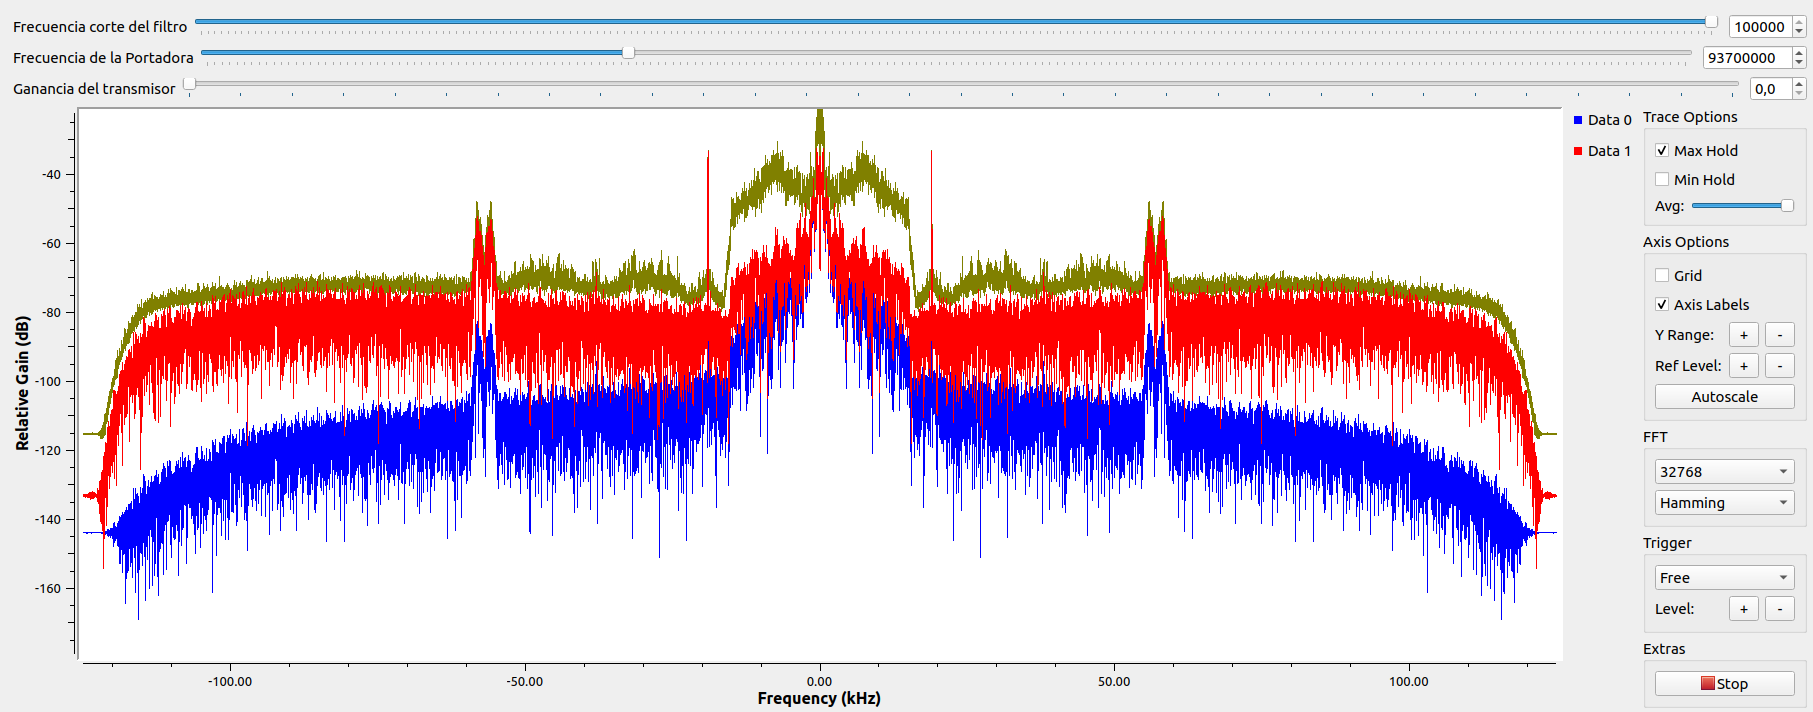 Frecuencia corte del filtro 100000
Frecuencia de la Portadora 93700000
Ganancia del transmisor 0,0
Data 0
Data 1
Trace Options
Max Hold
Min Hold
Avg:
Axis Options
Grid
Axis Labels
Y Range: + -
Ref Level: + -
Autoscale
FFT
32768
Hamming
Trigger
Free
Level: + -
Extras
Stop
Relative Gain (dB)
-40
-60
-80
-100
-120
-140
-160
-100.00 -50.00 0.00 50.00 100.00
Frequency (kHz)